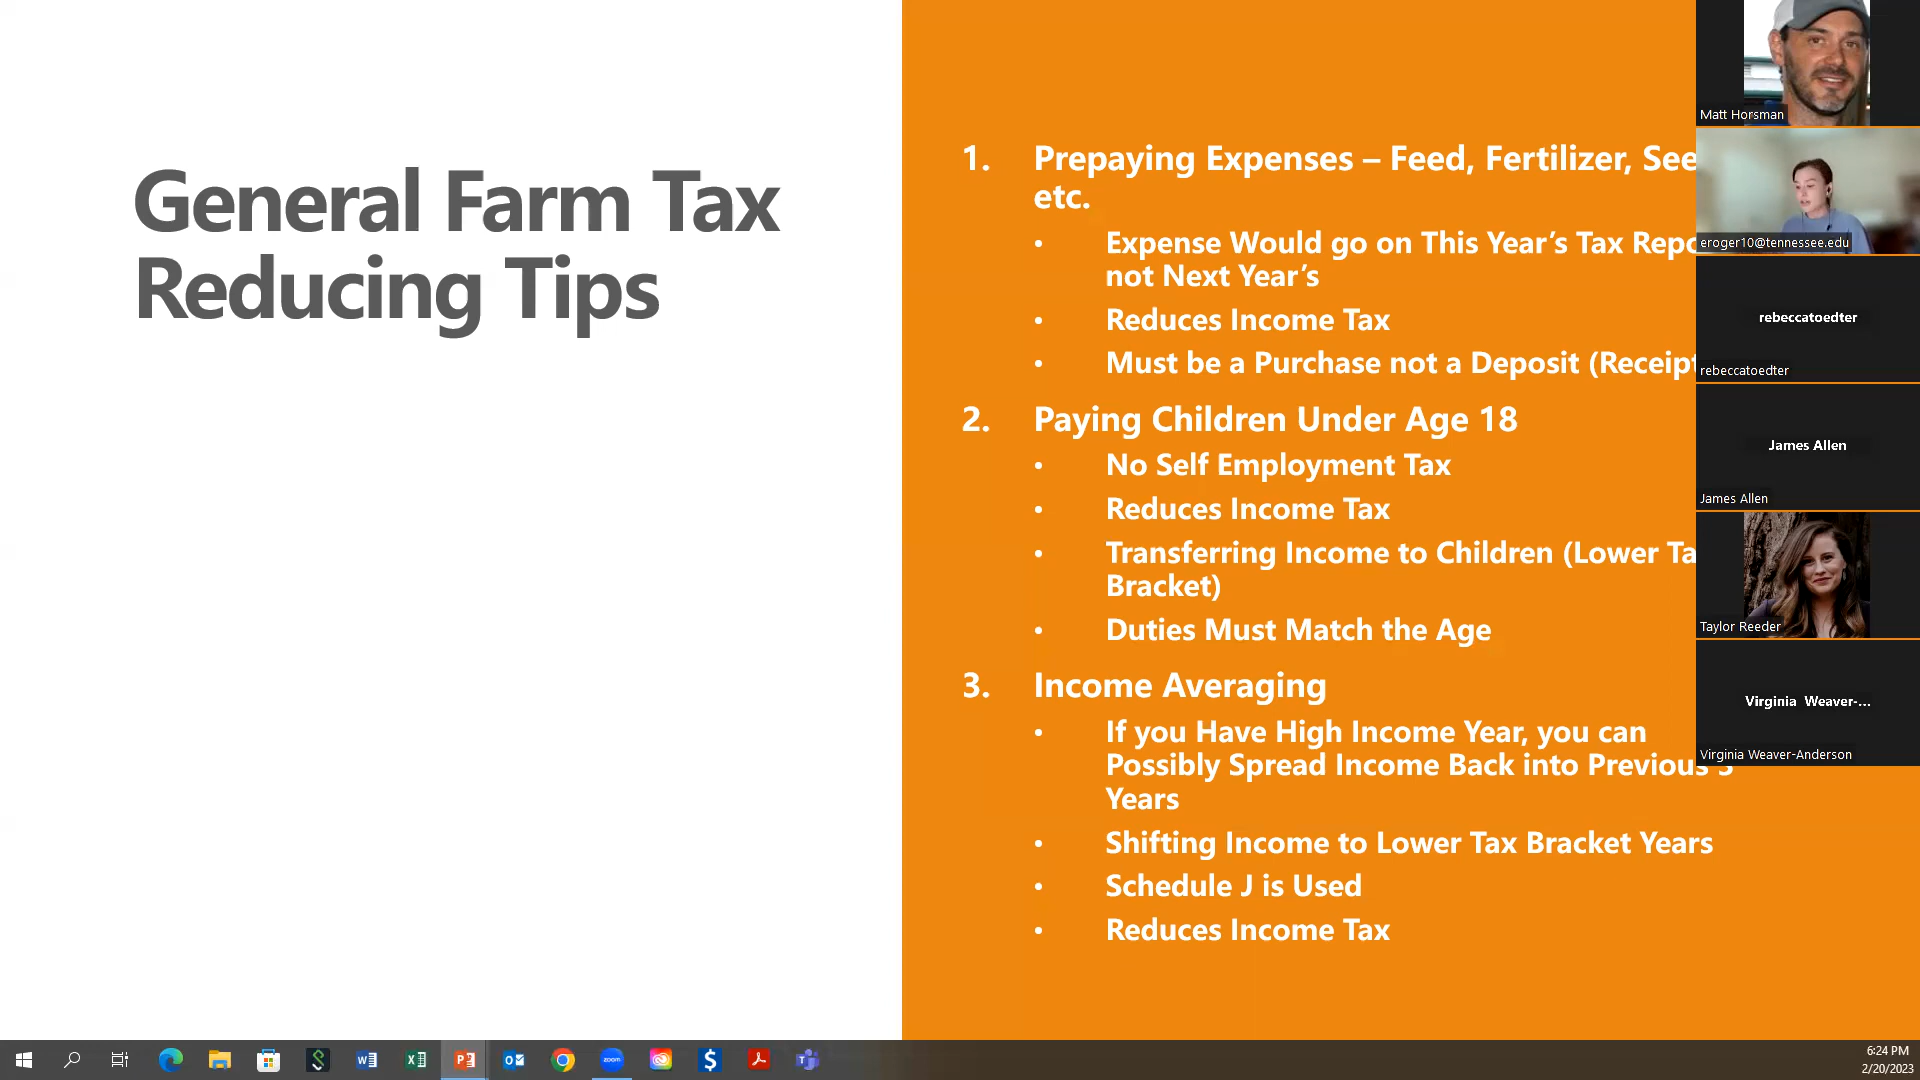 General Farm Tax
Reducing Tips
1. Prepaying Expenses – Feed, Fertilizer, See
etc.
• Expense Would go on This Year's Tax Repo
not Next Year's
• Reduces Income Tax
• Must be a Purchase not a Deposit (Receipt
2. Paying Children Under Age 18
• No Self Employment Tax
• Reduces Income Tax
• Transferring Income to Children (Lower Ta
Bracket)
• Duties Must Match the Age
3. Income Averaging
• If you Have High Income Year, you can
Possibly Spread Income Back into Previous
Years
• Shifting Income to Lower Tax Bracket Years
• Schedule J is Used
• Reduces Income Tax
Matt Horsman
eroger10@tennessee.edu
rebeccatoedter
rebeccatoedter
James Allen
James Allen
Taylor Reeder
Virginia Weaver-...
Virginia Weaver-Anderson
zoom
6:24 PM
2/20/2023